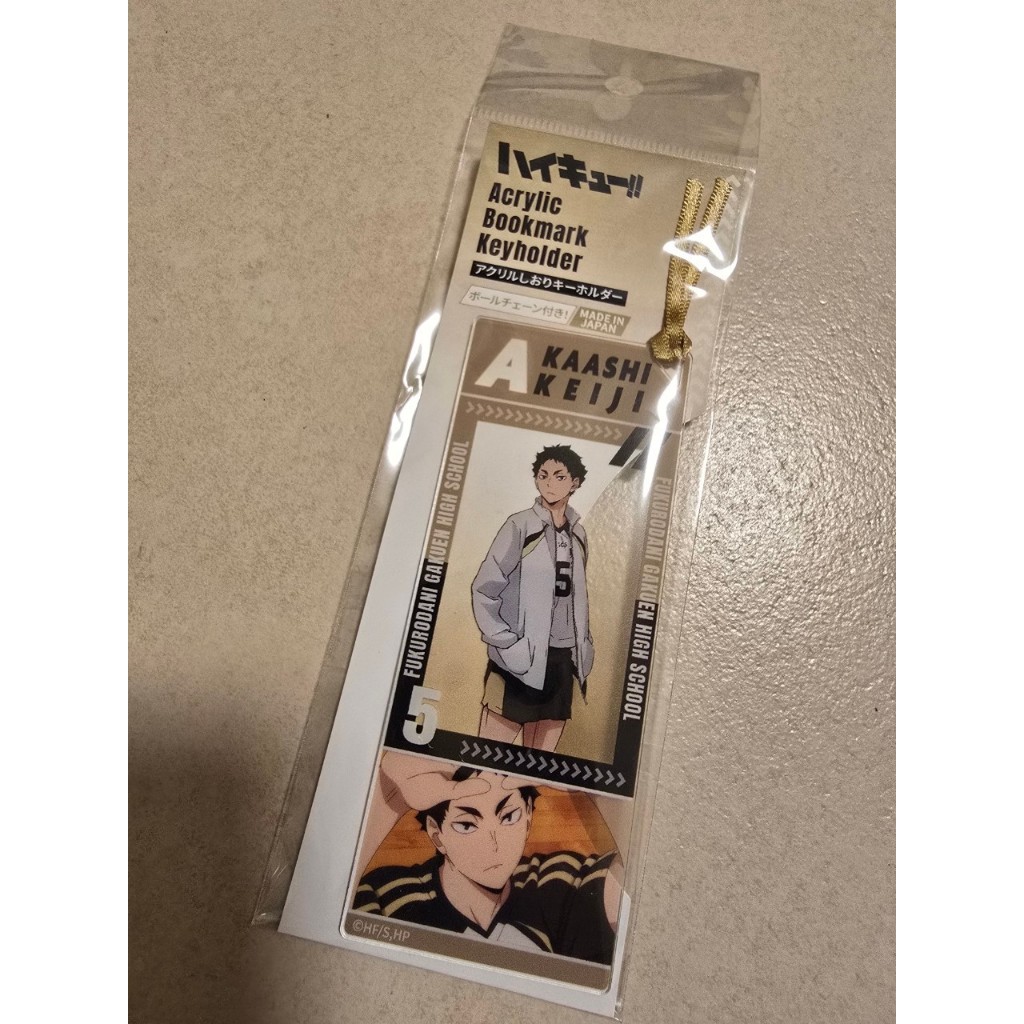 ハイキュー!!
Acrylic
Bookmark
Keyholder
アクリルしおりキーホルダー
ボールチェーン付き!
MADE IN
JAPAN
AKAASHI
KEIJI
FUKURODANI GAKUEN HIGH SCHOOL
FUKURODANI GAKUEN HIGH SCHOOL
5
5
©HF/S,HP